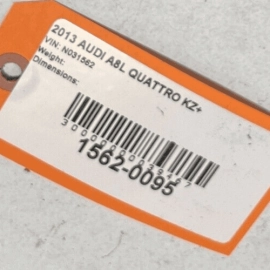 2013 AUDI A8L QUATTRO KZ+
VIN: N031562
Weight:
Dimensions:
1562-0095